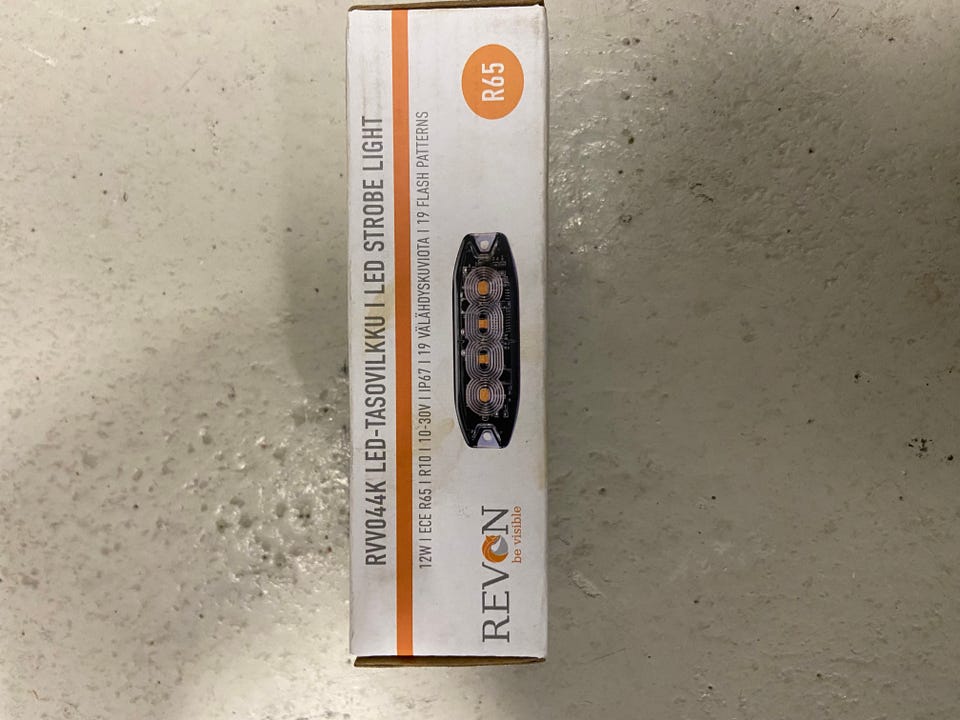 RVV044K LED-TASOVILKKU | LED STROBE LIGHT
12W | ECE R65 | R10 | 10-30V | IP67 | 19 VÄLÄHDYSKUVIOTA | 19 FLASH PATTERNS
R65
REVON
be visible